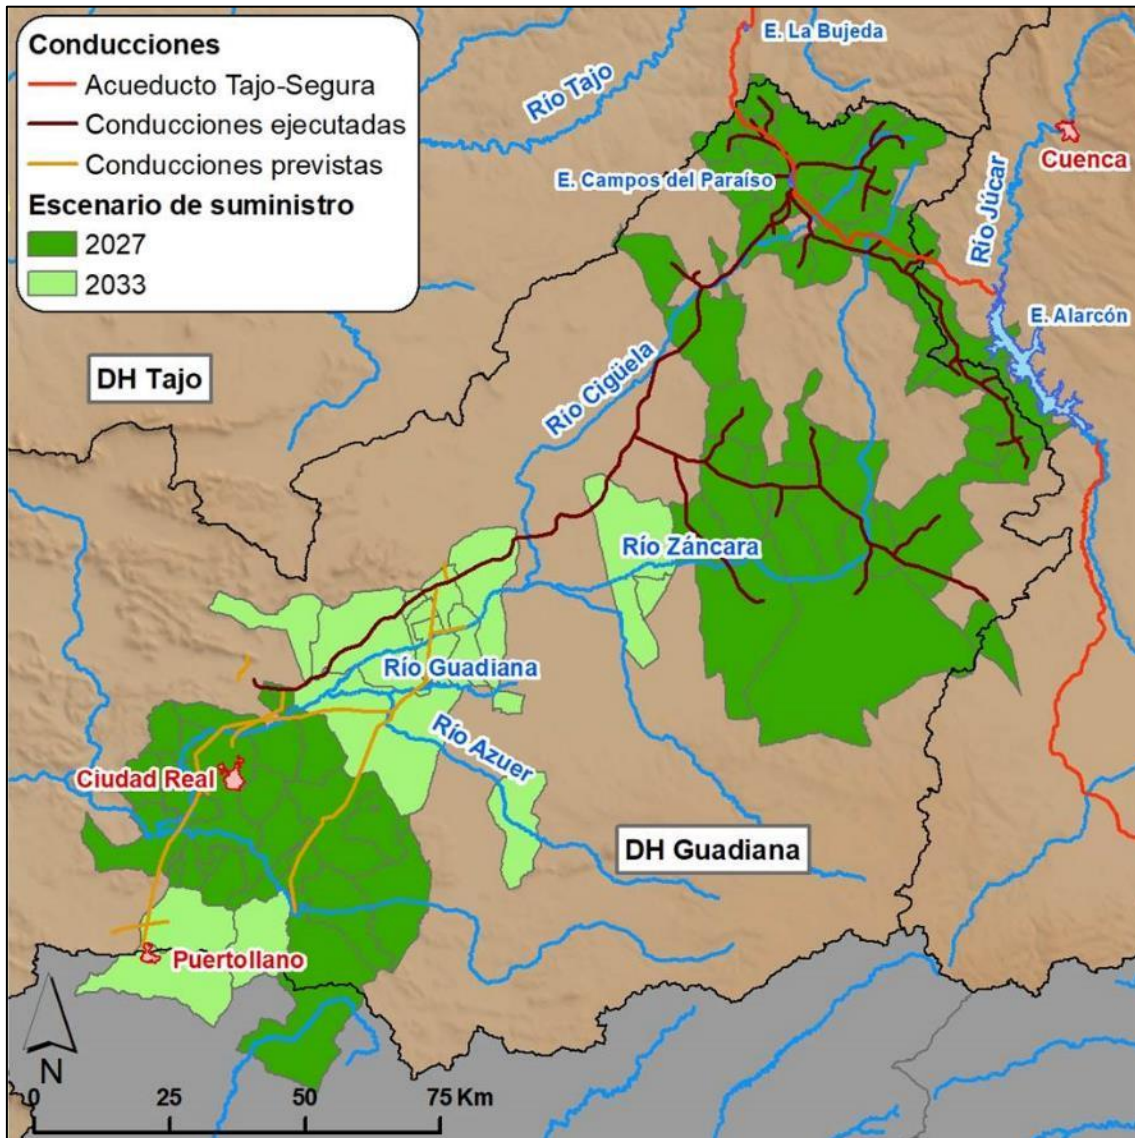 Conducciones
Acueducto Tajo-Segura
Conducciones ejecutadas
Conducciones previstas
Escenario de suministro
2027
2033
E. La Bujeda
Río Tajo
Cuenca
E. Campos del Paraíso
Río Júcar
E. Alarcón
DH Tajo
Río Cigüela
Río Záncara
Río Guadiana
Río Azuer
Ciudad Real
DH Guadiana
Puertollano
N
0 25 50 75 Km